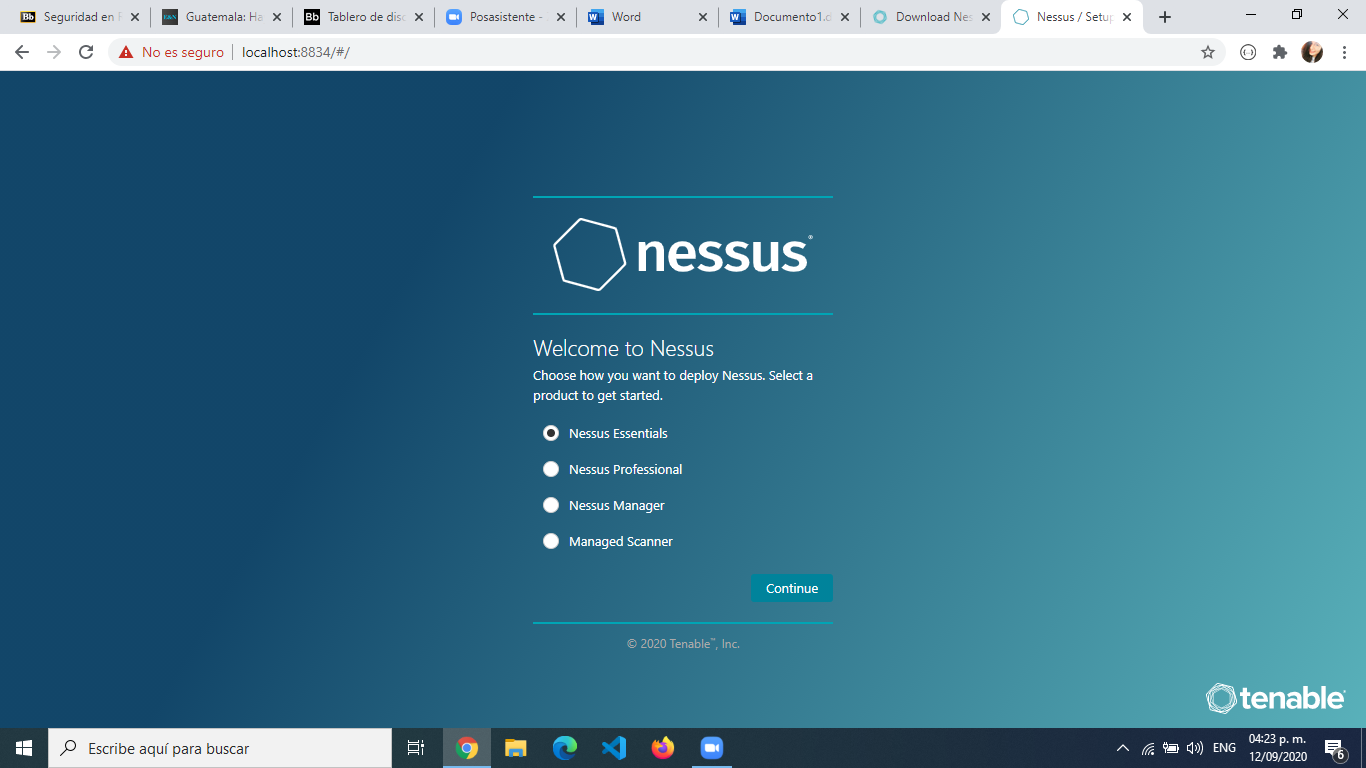 Seguridad en R
Guatemala: Ha
Tablero de disc
Posasistente -
Word
Documento1.d
Download Nes
Nessus / Setup
No es seguro
localhost:8834/#/
nessus®
Welcome to Nessus
Choose how you want to deploy Nessus. Select a
product to get started.
Nessus Essentials
Nessus Professional
Nessus Manager
Managed Scanner
Continue
© 2020 Tenable™, Inc.
tenable®
Escribe aquí para buscar
ENG
04:23 p. m.
12/09/2020
6